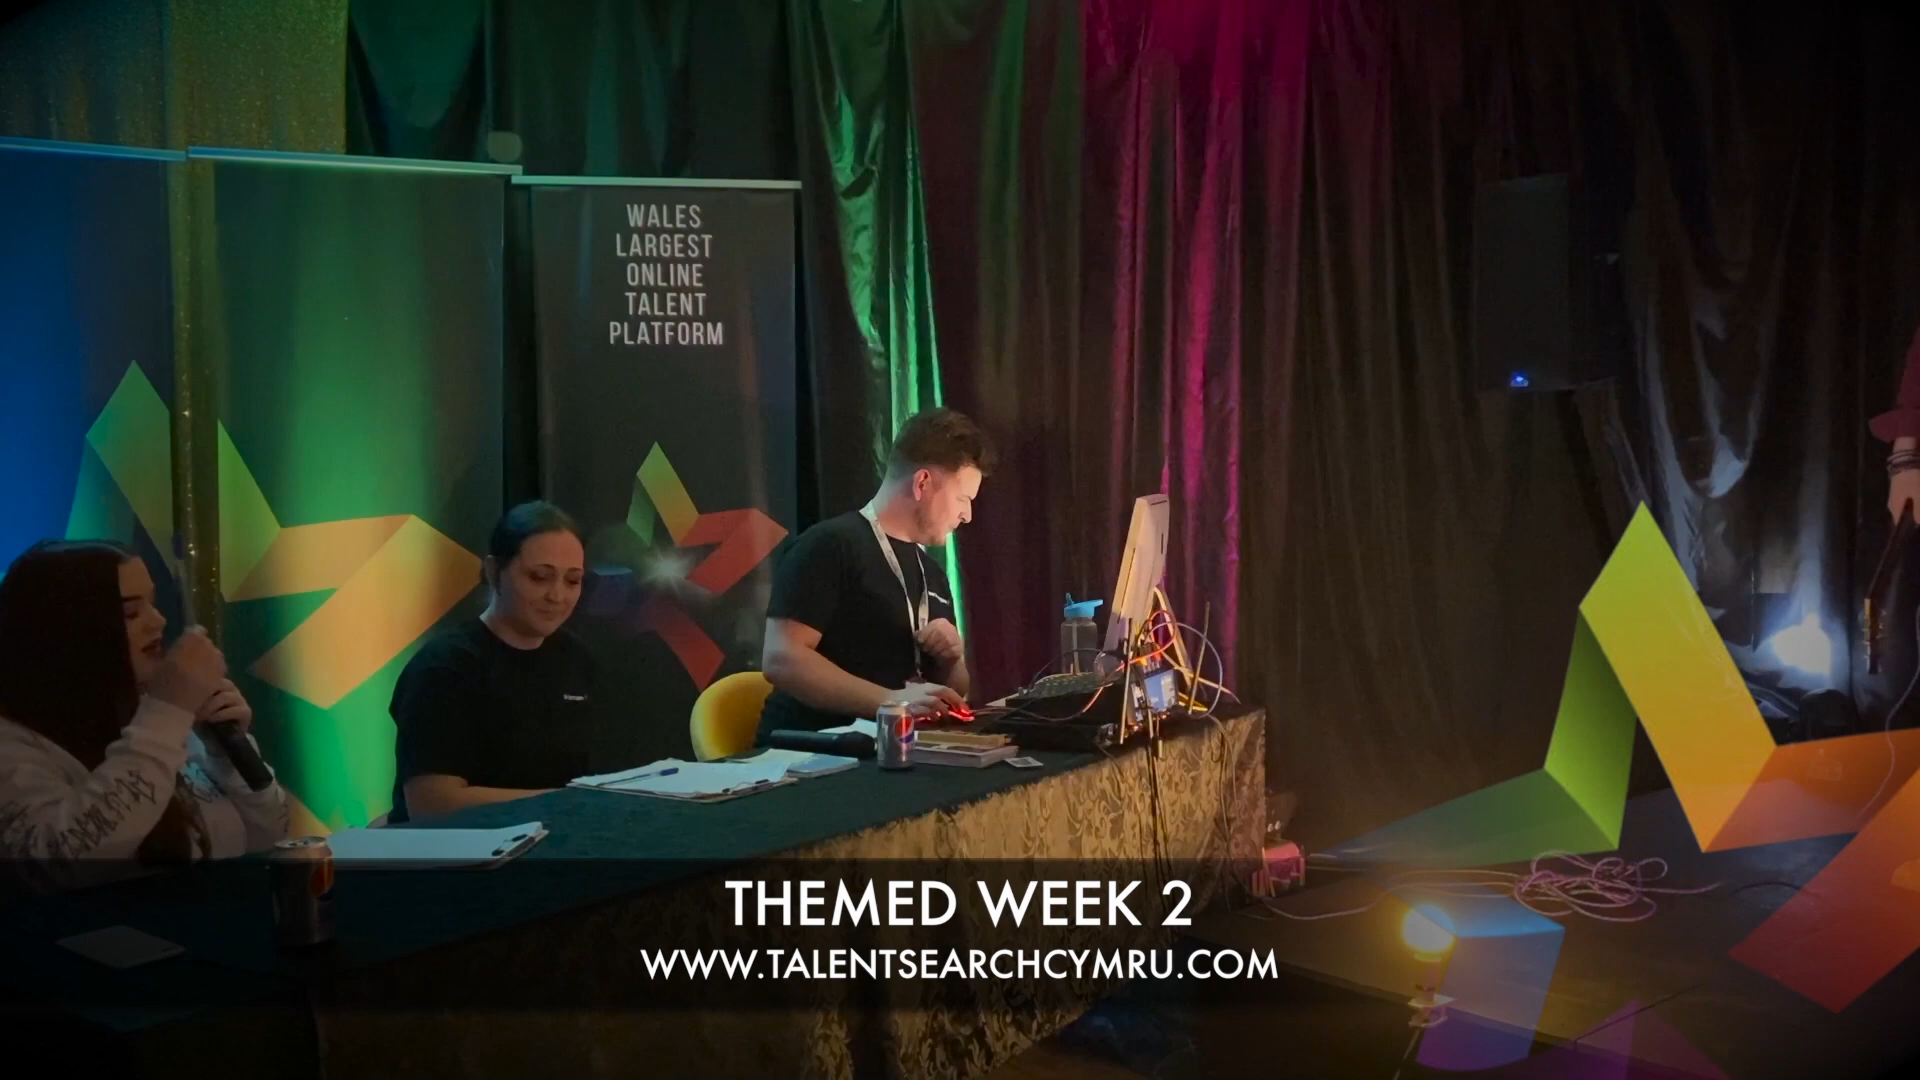 WALES
LARGEST
ONLINE
TALENT
PLATFORM
THEMED WEEK 2
WWW.TALENTSEARCHCYMRU.COM